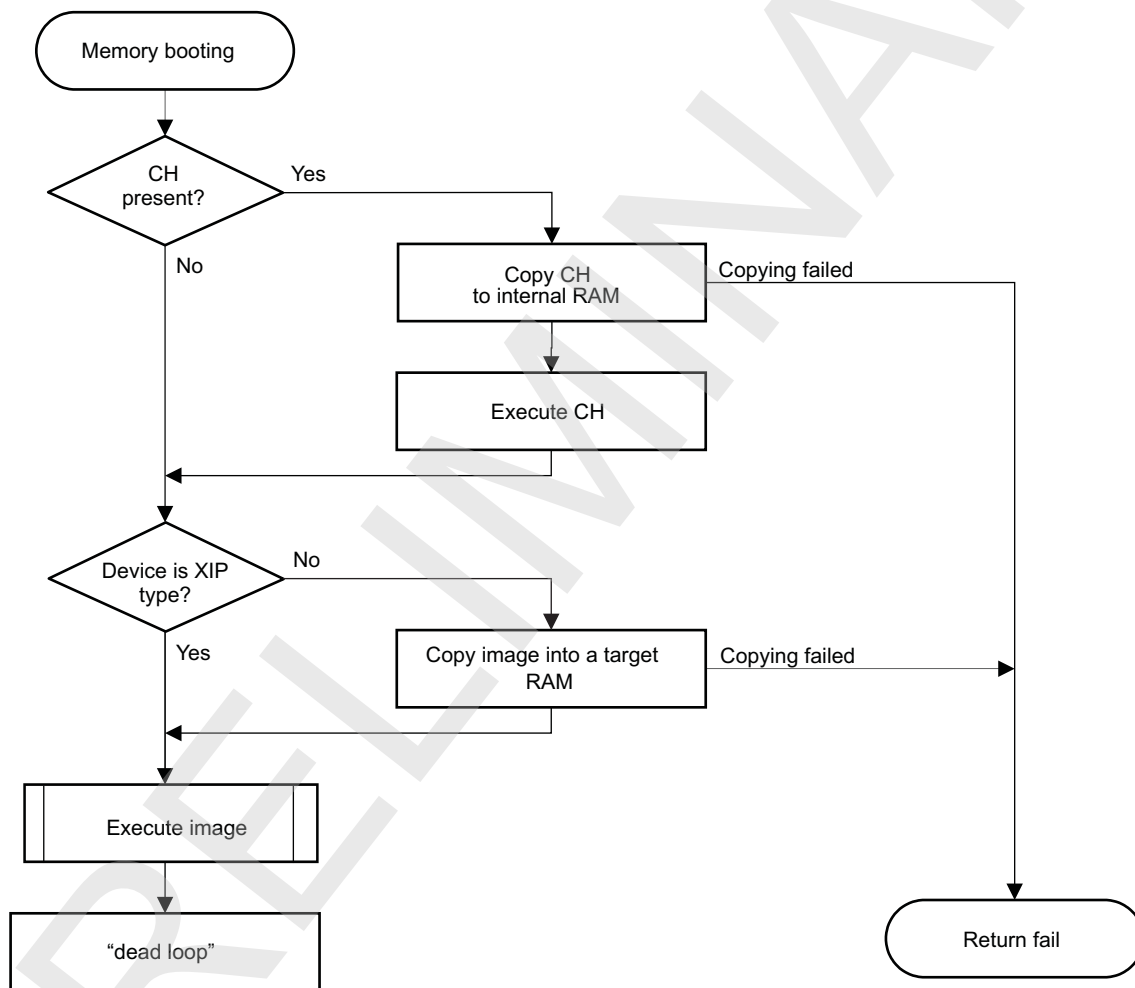 Memory booting
CH
present?
Yes
No
Copy CH
to internal RAM
Copying failed
Execute CH
Device is XIP
type?
No
Yes
Copy image into a target
RAM
Copying failed
Execute image
“dead loop”
Return fail
RELIMINA